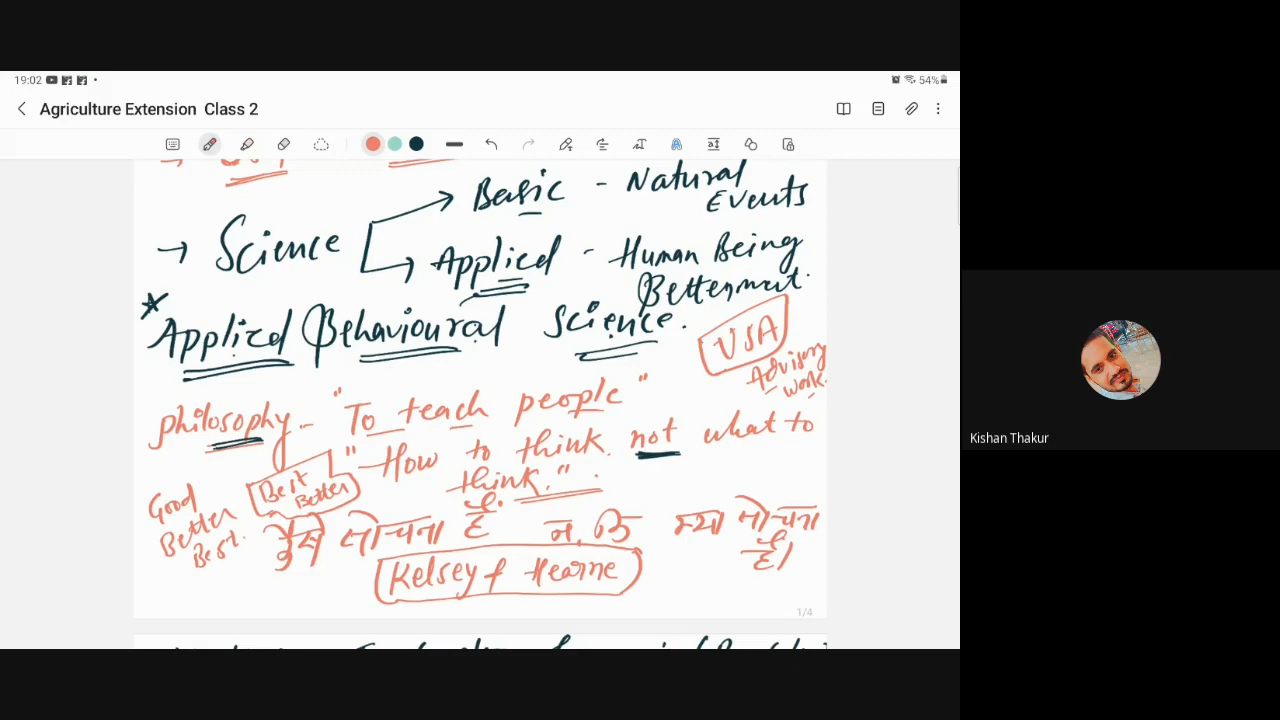 19:02 54%
Agriculture Extension Class 2
Basic - Natural Events
→ Science
Applied - Human Being Betterment.
Applied Behavioural Science.
USA
Advisory work.
philosophy - "To teach people"
"How to think not what to think."
Good Better Best.
Best Better
कैसे सोचना है न. कि क्या सोचना है।
Kelsey & Hearne
1/4
Kishan Thakur